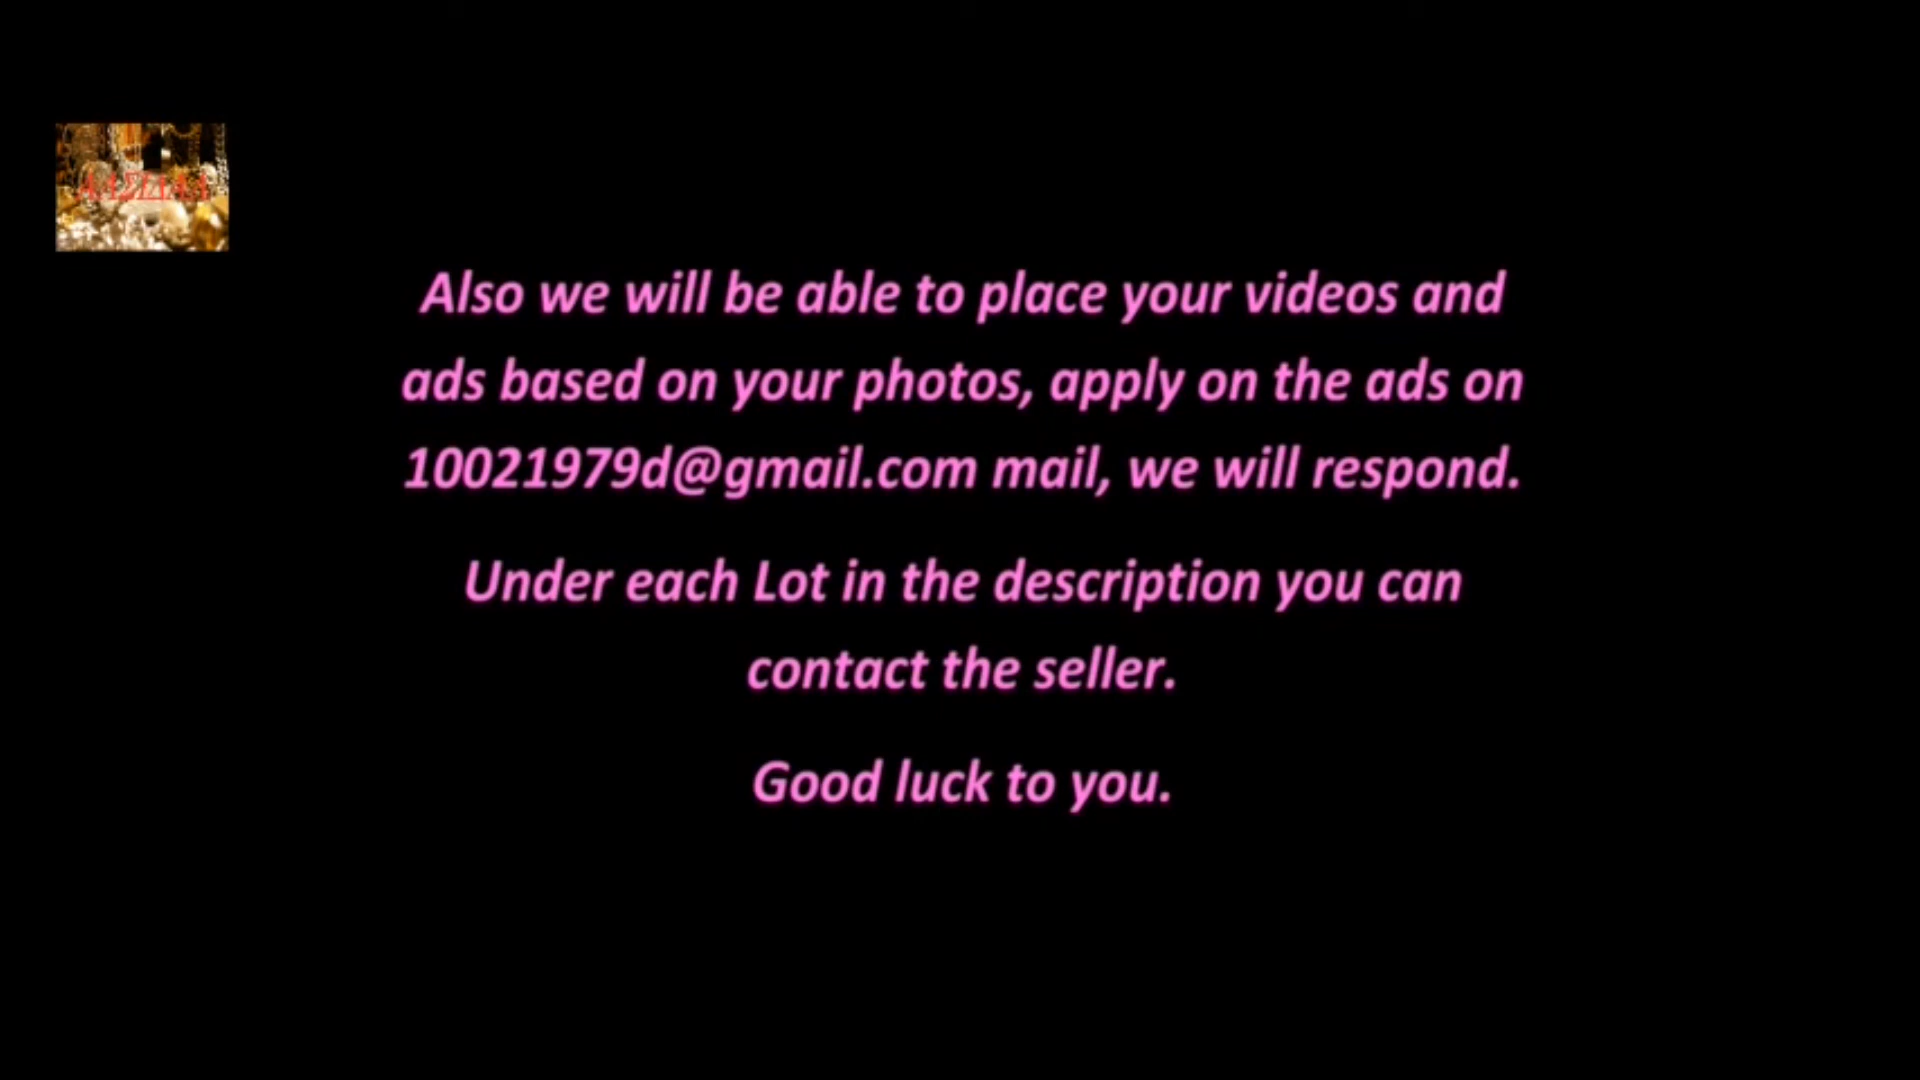 Also we will be able to place your videos and
ads based on your photos, apply on the ads on
10021979d@gmail.com mail, we will respond.
Under each Lot in the description you can
contact the seller.
Good luck to you.